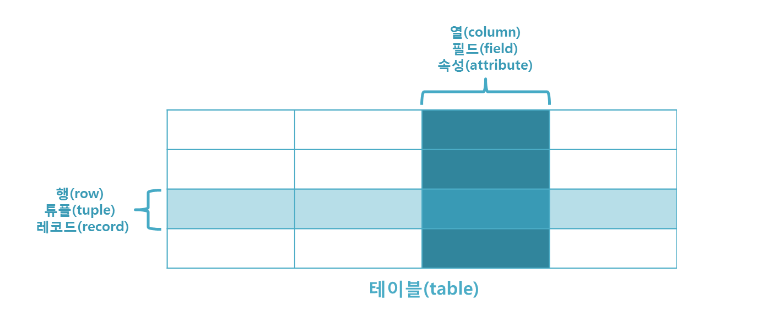 열(column)
필드(field)
속성(attribute)
행(row)
튜플(tuple)
레코드(record)
테이블(table)